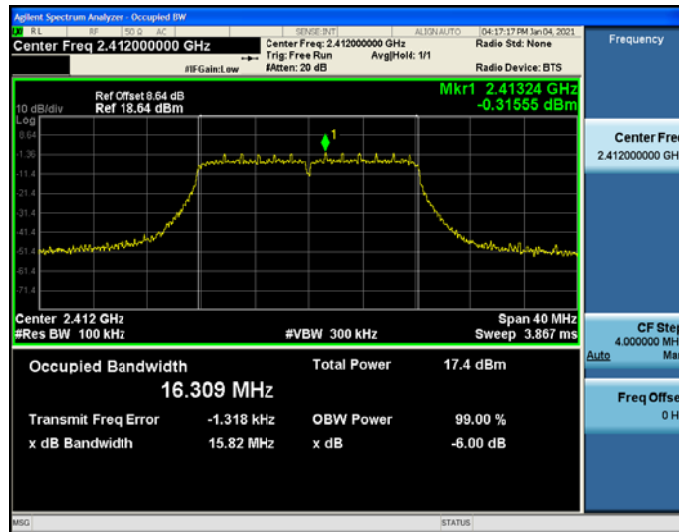 Agilent Spectrum Analyzer - Occupied BW
RL RF 50 Ω AC SENSE:INT ALIGN AUTO 04:17:17 PM Jan 04, 2021
Center Freq 2.412000000 GHz Center Freq: 2.412000000 GHz Radio Std: None
Trig: Free Run Avg|Hold: 1/1
#IFGain:Low #Atten: 20 dB Radio Device: BTS
Frequency
Ref Offset 8.64 dB Mkr1 2.41324 GHz
10 dB/div Ref 18.64 dBm -0.31555 dBm
Log
8.64
1
-1.36
-11.4
-21.4
-31.4
-41.4
-51.4
-61.4
-71.4
Center 2.412 GHz Span 40 MHz
#Res BW 100 kHz #VBW 300 kHz Sweep 3.867 ms
Occupied Bandwidth Total Power 17.4 dBm
16.309 MHz
Transmit Freq Error -1.318 kHz OBW Power 99.00 %
x dB Bandwidth 15.82 MHz x dB -6.00 dB
Center Fre
2.412000000 GH
CF Ste
4.000000 MH
Auto Ma
Freq Offse
0 H
MSG STATUS